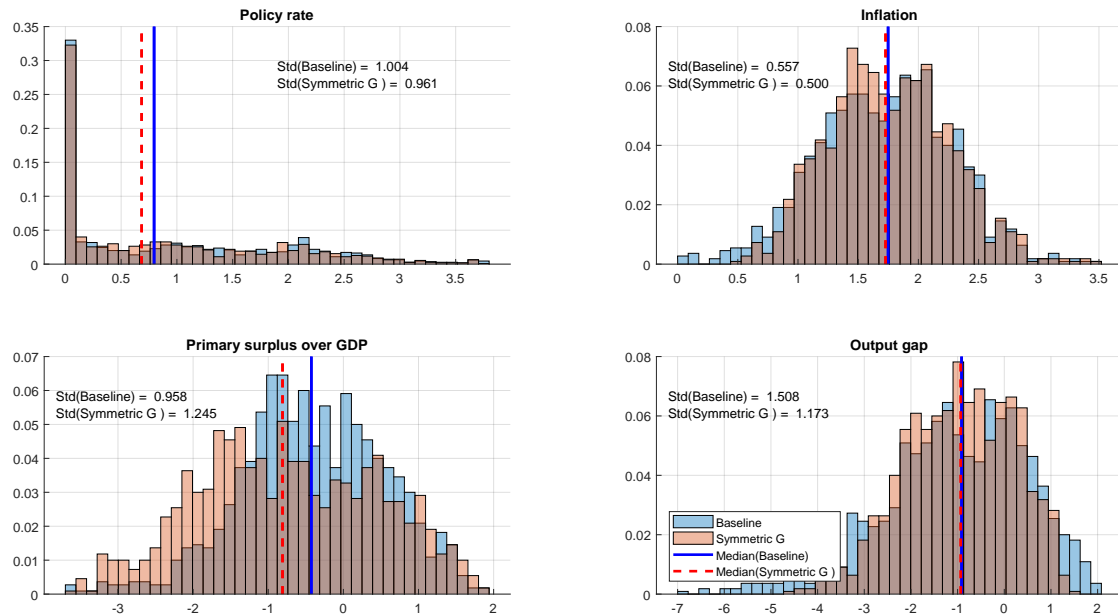 Policy rate
0.35
0.3
0.25
0.2
0.15
0.1
0.05
0
Std(Baseline) = 1.004
Std(Symmetric G ) = 0.961
0 0.5 1 1.5 2 2.5 3 3.5
Inflation
0.08
0.06
0.04
0.02
0
Std(Baseline) = 0.557
Std(Symmetric G ) = 0.500
0 0.5 1 1.5 2 2.5 3 3.5
Primary surplus over GDP
0.07
0.06
0.05
0.04
0.03
0.02
0.01
0
Std(Baseline) = 0.958
Std(Symmetric G ) = 1.245
-3 -2 -1 0 1 2
Output gap
0.08
0.06
0.04
0.02
0
Std(Baseline) = 1.508
Std(Symmetric G ) = 1.173
Baseline
Symmetric G
Median(Baseline)
Median(Symmetric G )
-7 -6 -5 -4 -3 -2 -1 0 1 2